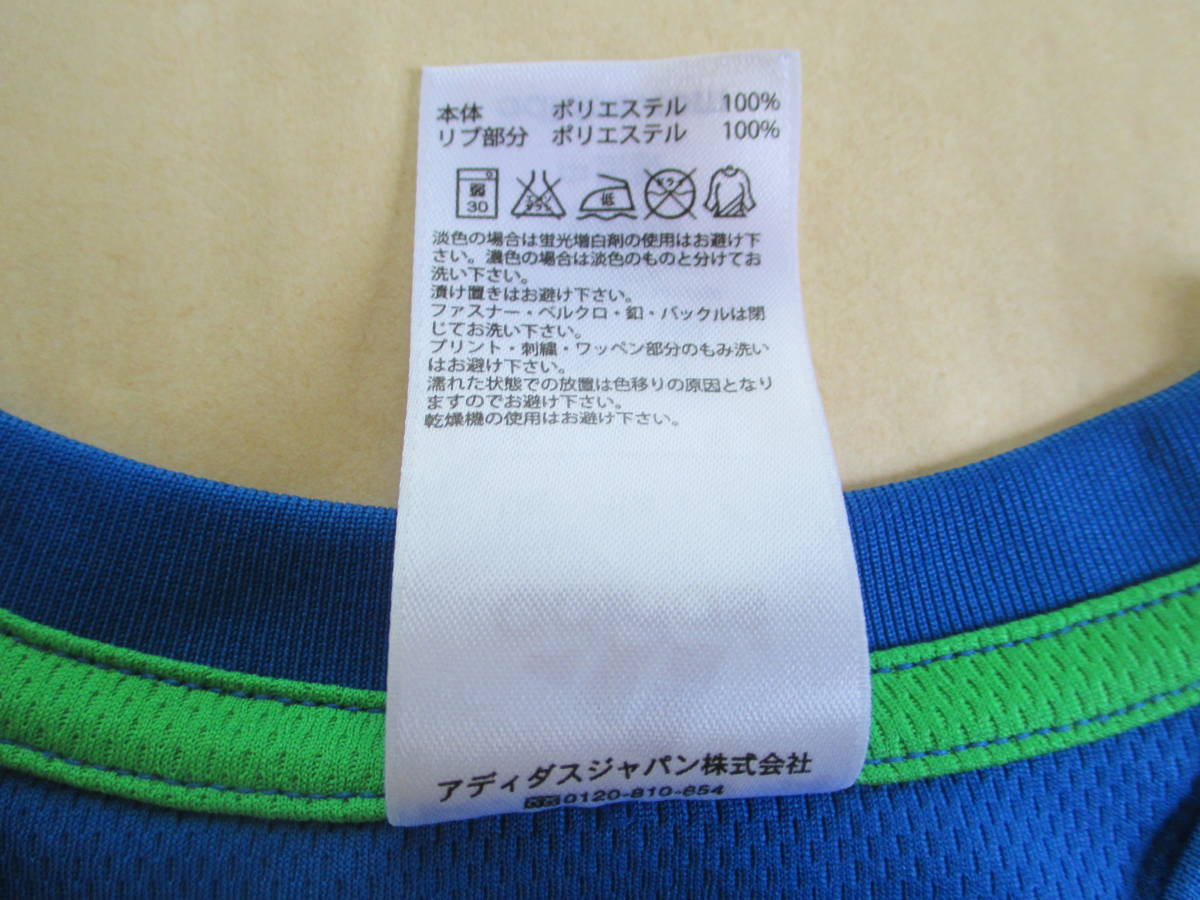 本体 ポリエステル 100%
リブ部分 ポリエステル 100%
30 低
淡色の場合は蛍光増白剤の使用はお避け下
さい。濃色の場合は淡色のものと分けてお
洗い下さい。
漬け置きはお避け下さい。
ファスナー・ベルクロ・釦・バックルは閉
じてお洗い下さい。
プリント・刺繍・ワッペン部分のもみ洗い
はお避け下さい。
濡れた状態での放置は色移りの原因となり
ますのでお避け下さい。
乾燥機の使用はお避け下さい。
アディダスジャパン株式会社
0120-810-654